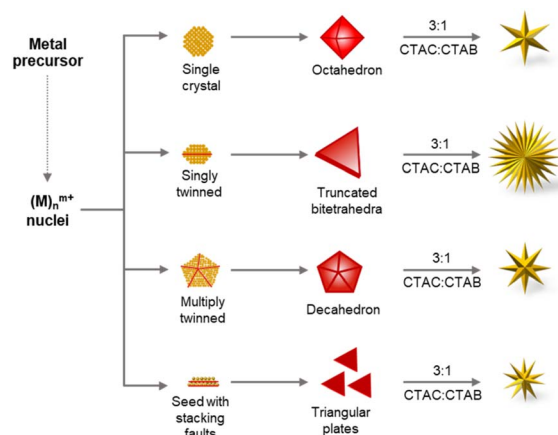 Metal
precursor
(M)ₙᵐ⁺
nuclei
Single
crystal
Octahedron
3:1
CTAC:CTAB
Singly
twinned
Truncated
bitetrahedra
3:1
CTAC:CTAB
Multiply
twinned
Decahedron
3:1
CTAC:CTAB
Seed with
stacking
faults
Triangular
plates
3:1
CTAC:CTAB